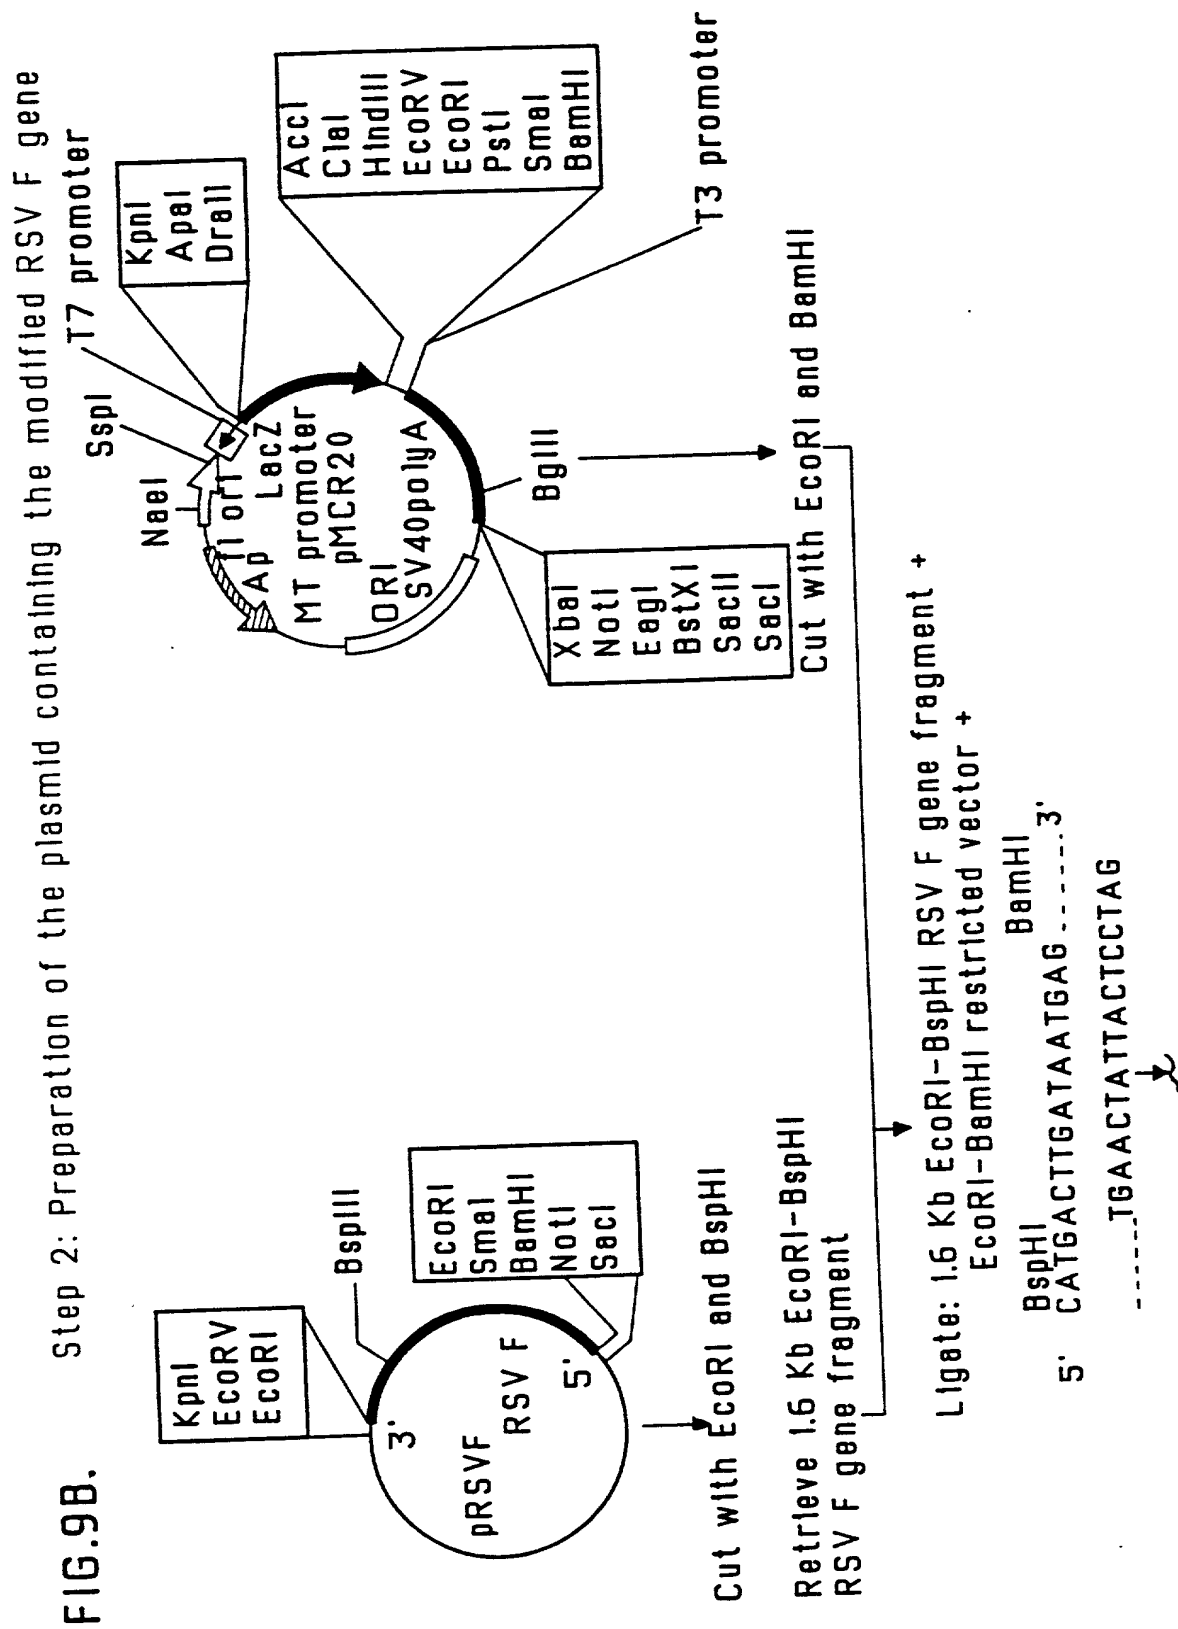 FIG.9B.
Step 2: Preparation of the plasmid containing the modified RSV F gene
KpnI
EcoRV
EcoRI
BspIII
3'
pRSVF
RSV F
5'
EcoRI
SmaI
BamHI
NotI
SacI
Cut with EcoRI and BspHI
Retrieve 1.6 Kb EcoRI-BspHI
RSV F gene fragment
T7 promoter
SspI
NaeI
KpnI
ApaI
DraII
f1 ori
Ap
LacZ
MT promoter
pMCR20
ORI
SV40polyA
AccI
ClaI
HindIII
EcoRV
EcoRI
PstI
SmaI
BamHI
T3 promoter
BglII
XbaI
NotI
EagI
BstXI
SacII
SacI
Cut with EcoRI and BamHI
Ligate: 1.6 Kb EcoRI-BspHI RSV F gene fragment +
EcoRI-BamHI restricted vector +
BspHI BamHI
5' CATGACTTGATAATGAG------3'
------TGAACTATTACTCCTAG